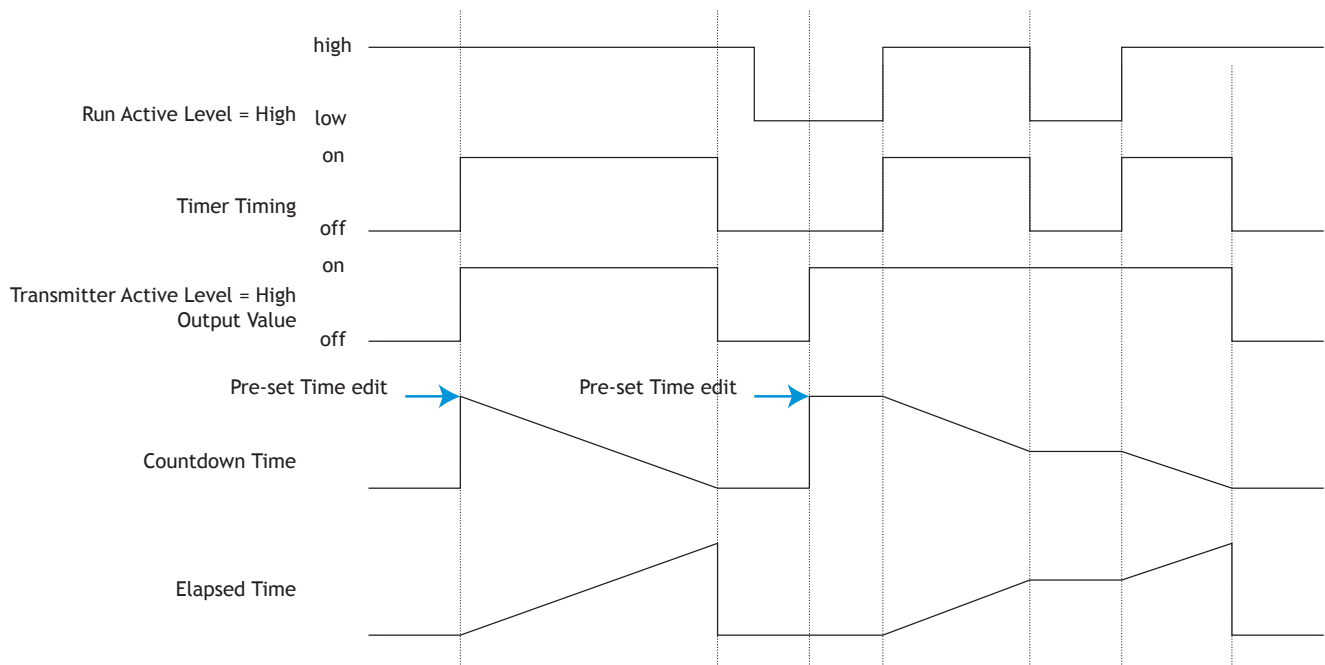 high
Run Active Level = High
low
on
Timer Timing
off
on
Transmitter Active Level = High
Output Value
off
Pre-set Time edit
Pre-set Time edit
Countdown Time
Elapsed Time